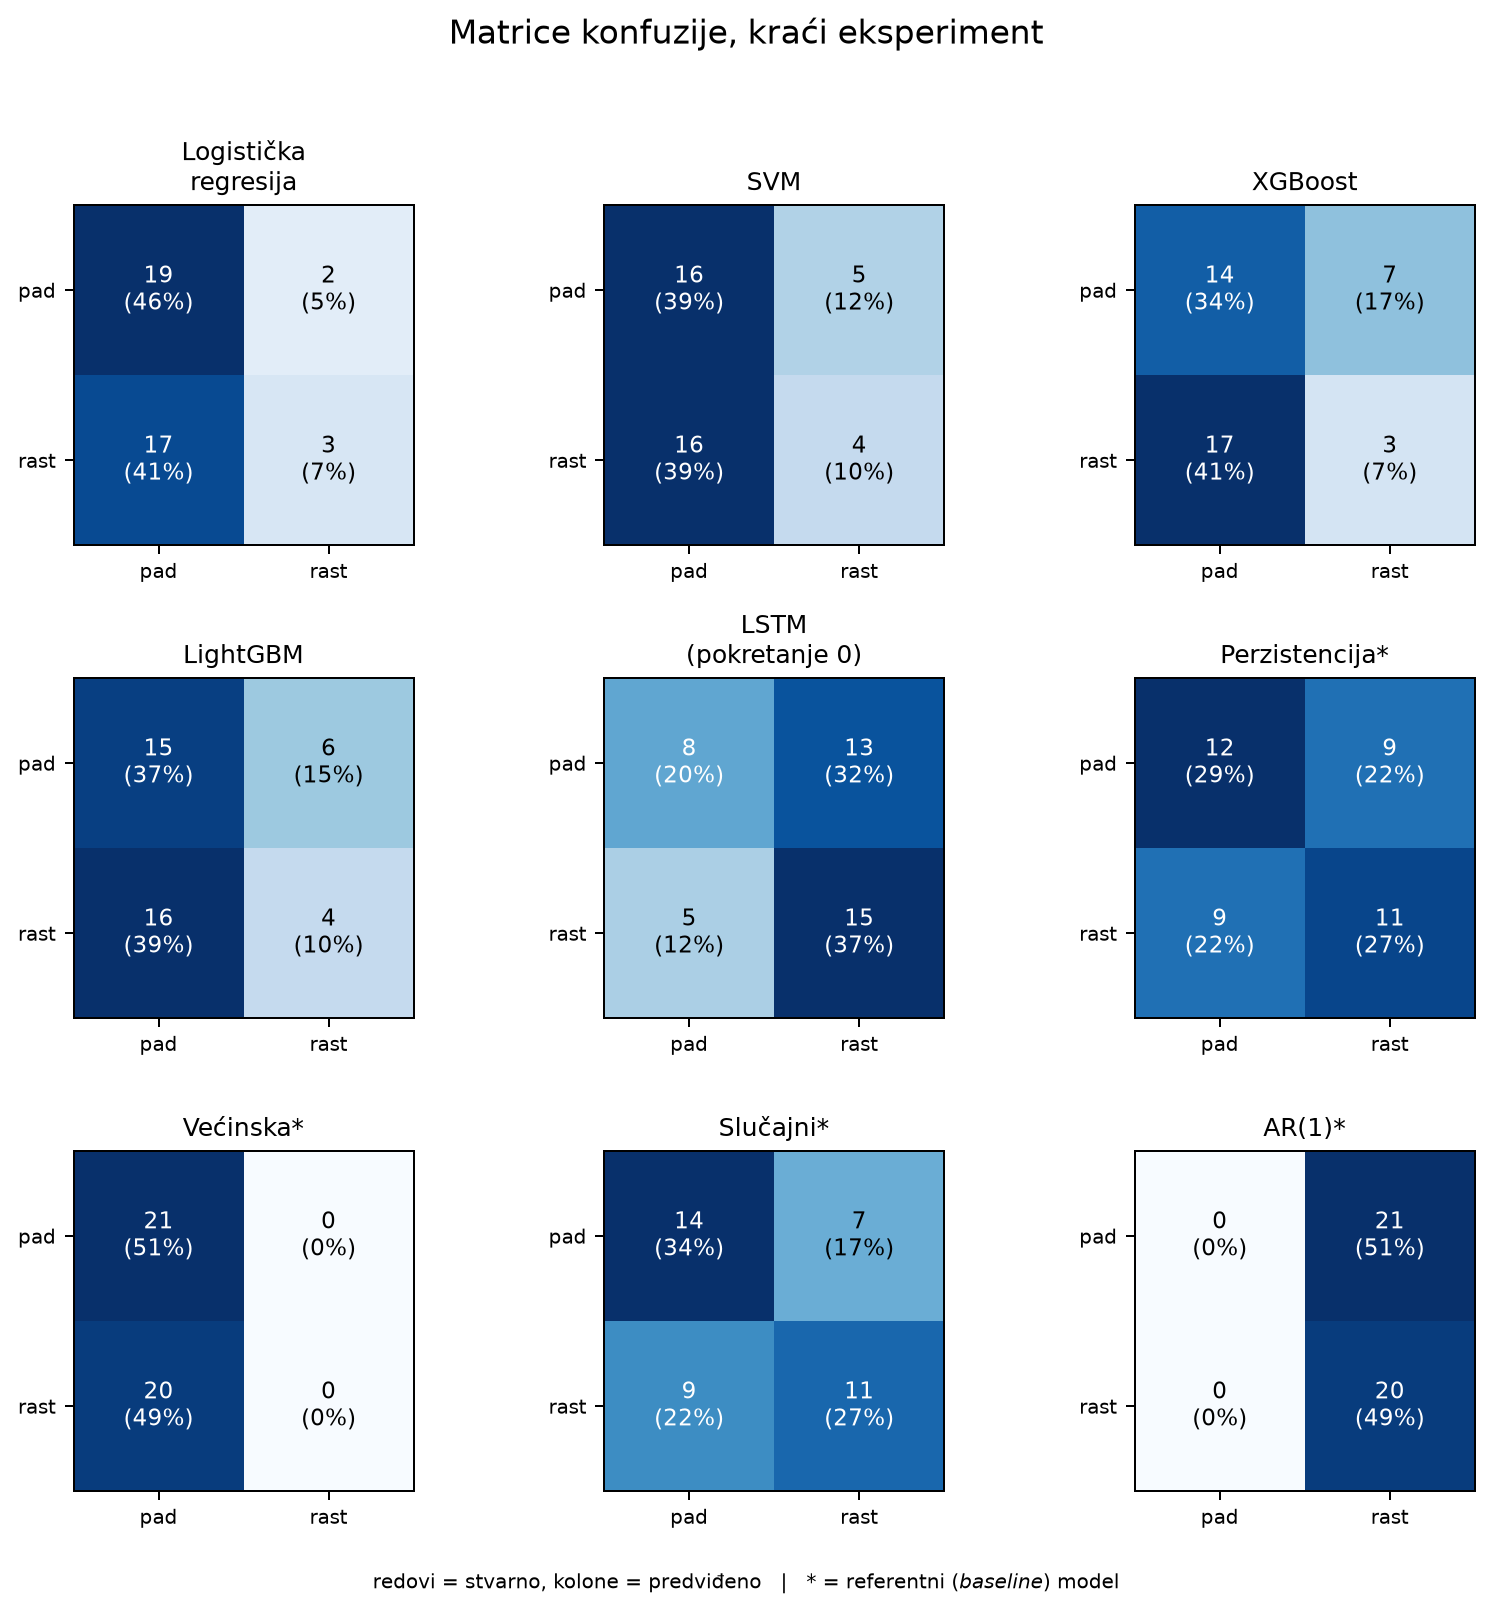 Matrice konfuzije, kraći eksperiment
Logistička
regresija
pad
19
(46%)
2
(5%)
rast
17
(41%)
3
(7%)
pad
rast
SVM
pad
16
(39%)
5
(12%)
rast
16
(39%)
4
(10%)
pad
rast
XGBoost
pad
14
(34%)
7
(17%)
rast
17
(41%)
3
(7%)
pad
rast
LightGBM
pad
15
(37%)
6
(15%)
rast
16
(39%)
4
(10%)
pad
rast
LSTM
(pokretanje 0)
pad
8
(20%)
13
(32%)
rast
5
(12%)
15
(37%)
pad
rast
Perzistencija*
pad
12
(29%)
9
(22%)
rast
9
(22%)
11
(27%)
pad
rast
Većinska*
pad
21
(51%)
0
(0%)
rast
20
(49%)
0
(0%)
pad
rast
Slučajni*
pad
14
(34%)
7
(17%)
rast
9
(22%)
11
(27%)
pad
rast
AR(1)*
pad
0
(0%)
21
(51%)
rast
0
(0%)
20
(49%)
pad
rast
redovi = stvarno, kolone = predviđeno | * = referentni (baseline) model